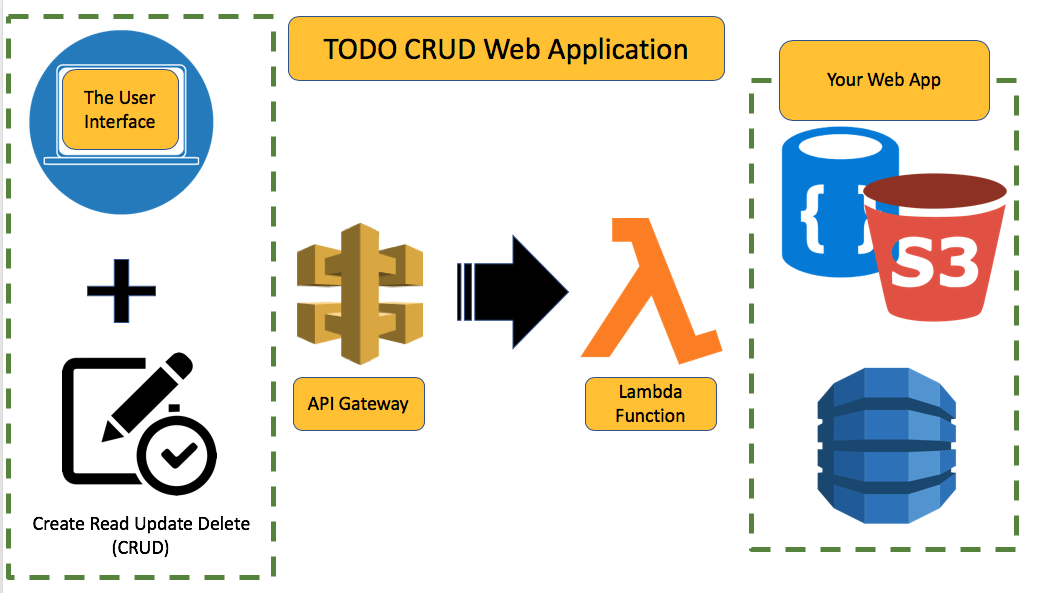 TODO CRUD Web Application
The User
Interface
Create Read Update Delete
(CRUD)
API Gateway
Lambda
Function
Your Web App
{ }
S3